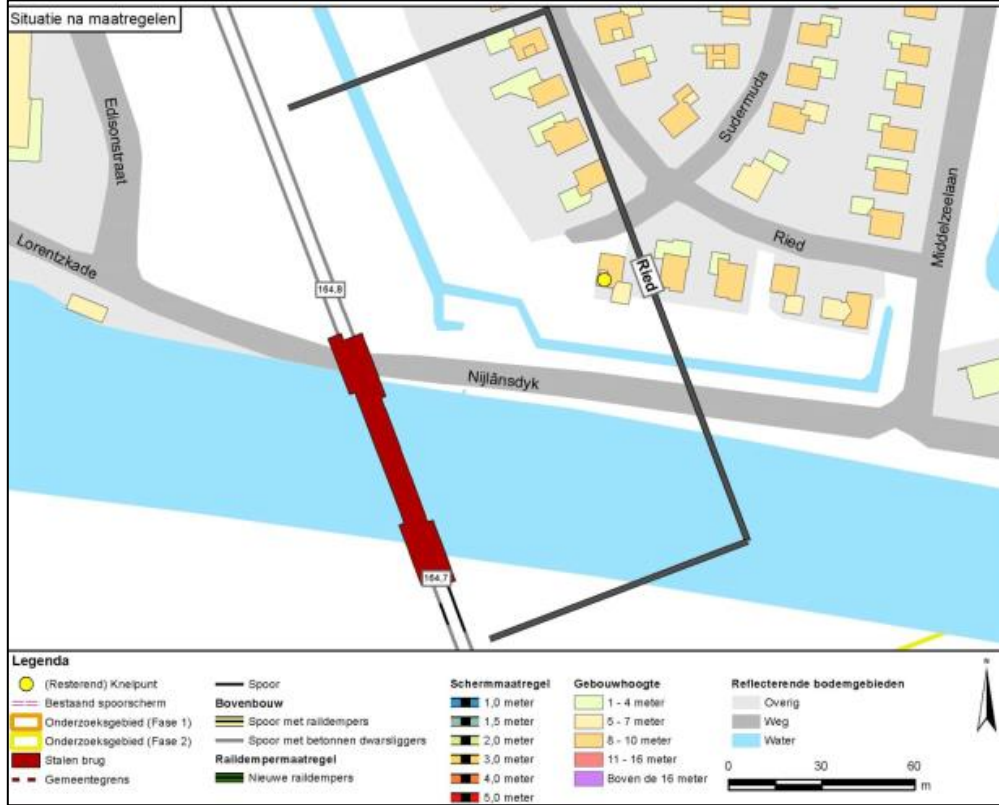 Situatie na maatregelen
Edisonstraat
Lorentzkade
Sudermuda
Middelzeelaan
Ried
Ried
164,8
Nijlânsdyk
164,7
Legenda
(Resterend) Knelpunt
Bestaand spoorscherm
Onderzoeksgebied (Fase 1)
Onderzoeksgebied (Fase 2)
Stalen brug
Gemeentegrens
Spoor
Bovenbouw
Spoor met raildempers
Spoor met betonnen dwarsliggers
Raildempermaatregel
Nieuwe raildempers
Schermmaatregel
1,0 meter
1,5 meter
2,0 meter
3,0 meter
4,0 meter
5,0 meter
Gebouwhoogte
1 - 4 meter
5 - 7 meter
8 - 10 meter
11 - 16 meter
Boven de 16 meter
Reflecterende bodemgebieden
Overig
Weg
Water
N
0 30 60
m